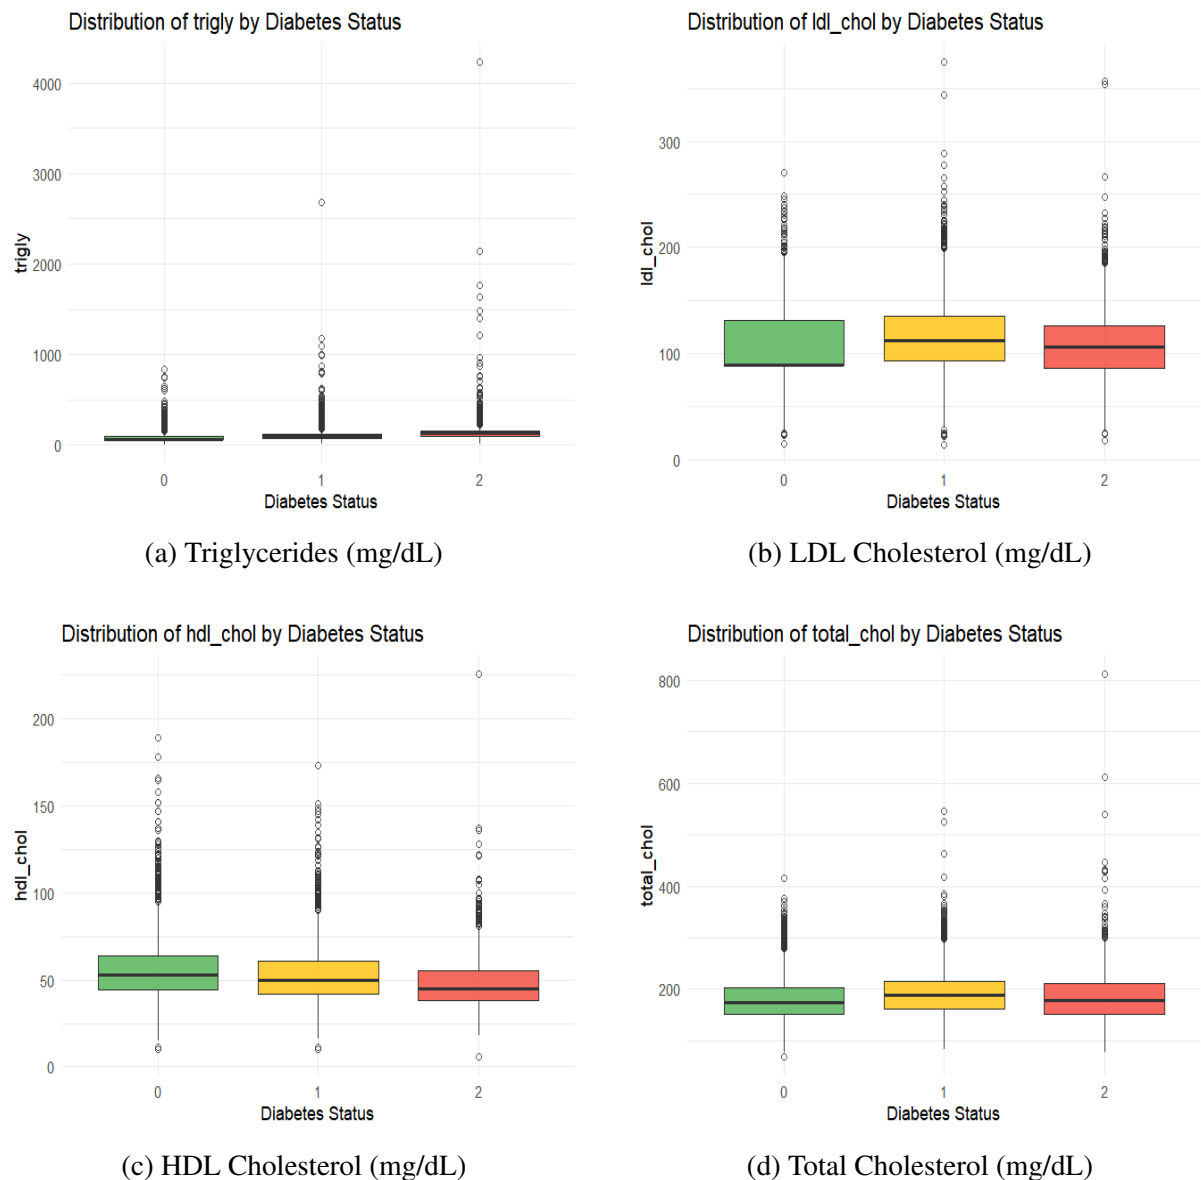 Distribution of trigly by Diabetes Status
4000
3000
2000
1000
0
trigly
0 1 2
Diabetes Status
(a) Triglycerides (mg/dL)
Distribution of ldl_chol by Diabetes Status
300
200
100
0
ldl_chol
0 1 2
Diabetes Status
(b) LDL Cholesterol (mg/dL)
Distribution of hdl_chol by Diabetes Status
200
150
100
50
0
hdl_chol
0 1 2
Diabetes Status
(c) HDL Cholesterol (mg/dL)
Distribution of total_chol by Diabetes Status
800
600
400
200
total_chol
0 1 2
Diabetes Status
(d) Total Cholesterol (mg/dL)